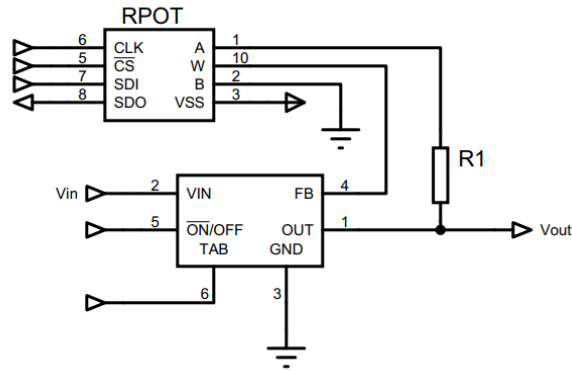 RPOT
6 CLK A 1
5 CS W 10
7 SDI B 2
8 SDO VSS 3
R1
Vin 2 VIN FB 4
5 ON/OFF OUT 1 Vout
TAB GND
6 3